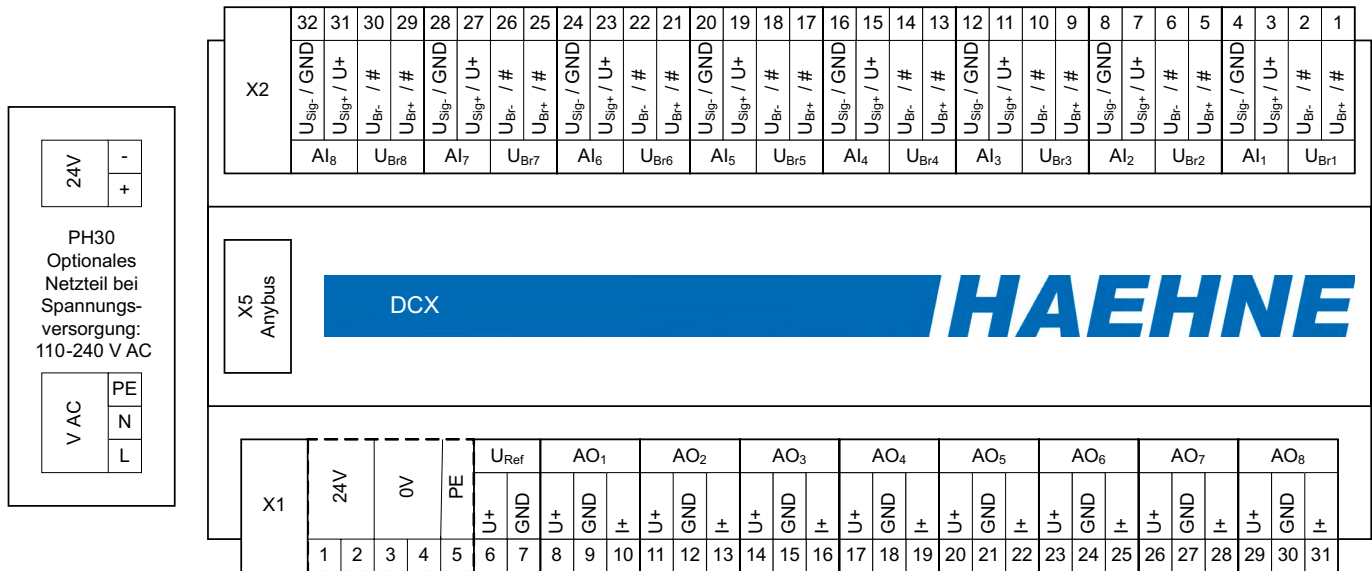 32 31 30 29 28 27 26 25 24 23 22 21 20 19 18 17 16 15 14 13 12 11 10 9 8 7 6 5 4 3 2 1
X2
USig- / GND USig+ / U+ UBr- / # UBr+ / # USig- / GND USig+ / U+ UBr- / # UBr+ / # USig- / GND USig+ / U+ UBr- / # UBr+ / # USig- / GND USig+ / U+ UBr- / # UBr+ / # USig- / GND USig+ / U+ UBr- / # UBr+ / # USig- / GND USig+ / U+ UBr- / # UBr+ / # USig- / GND USig+ / U+ UBr- / # UBr+ / # USig- / GND USig+ / U+ UBr- / # UBr+ / #
AI8 UBr8 AI7 UBr7 AI6 UBr6 AI5 UBr5 AI4 UBr4 AI3 UBr3 AI2 UBr2 AI1 UBr1
24V
-
+
PH30
Optionales
Netzteil bei
Spannungs-
versorgung:
110-240 V AC
V AC
PE
N
L
X5
Anybus
DCX
HAEHNE
X1
24V 0V PE
URef AO1 AO2 AO3 AO4 AO5 AO6 AO7 AO8
U+ GND U+ GND I+ U+ GND I+ U+ GND I+ U+ GND I+ U+ GND I+ U+ GND I+ U+ GND I+ U+ GND I+
1 2 3 4 5 6 7 8 9 10 11 12 13 14 15 16 17 18 19 20 21 22 23 24 25 26 27 28 29 30 31